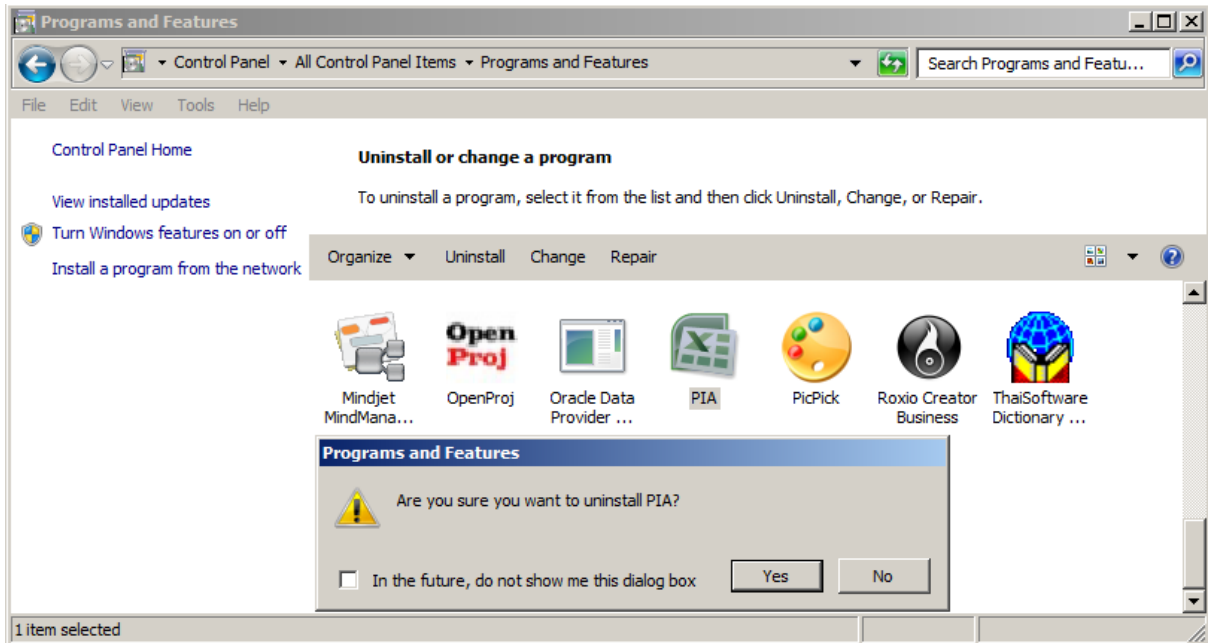 Programs and Features
Control Panel All Control Panel Items Programs and Features Search Programs and Featu...
File Edit View Tools Help
Control Panel Home
View installed updates
Turn Windows features on or off
Install a program from the network
Uninstall or change a program
To uninstall a program, select it from the list and then click Uninstall, Change, or Repair.
Organize Uninstall Change Repair
Open
Proj
Mindjet
MindMana...
OpenProj
Oracle Data
Provider ...
PIA
PicPick
Roxio Creator
Business
ThaiSoftware
Dictionary ...
Programs and Features
Are you sure you want to uninstall PIA?
In the future, do not show me this dialog box Yes No
1 item selected